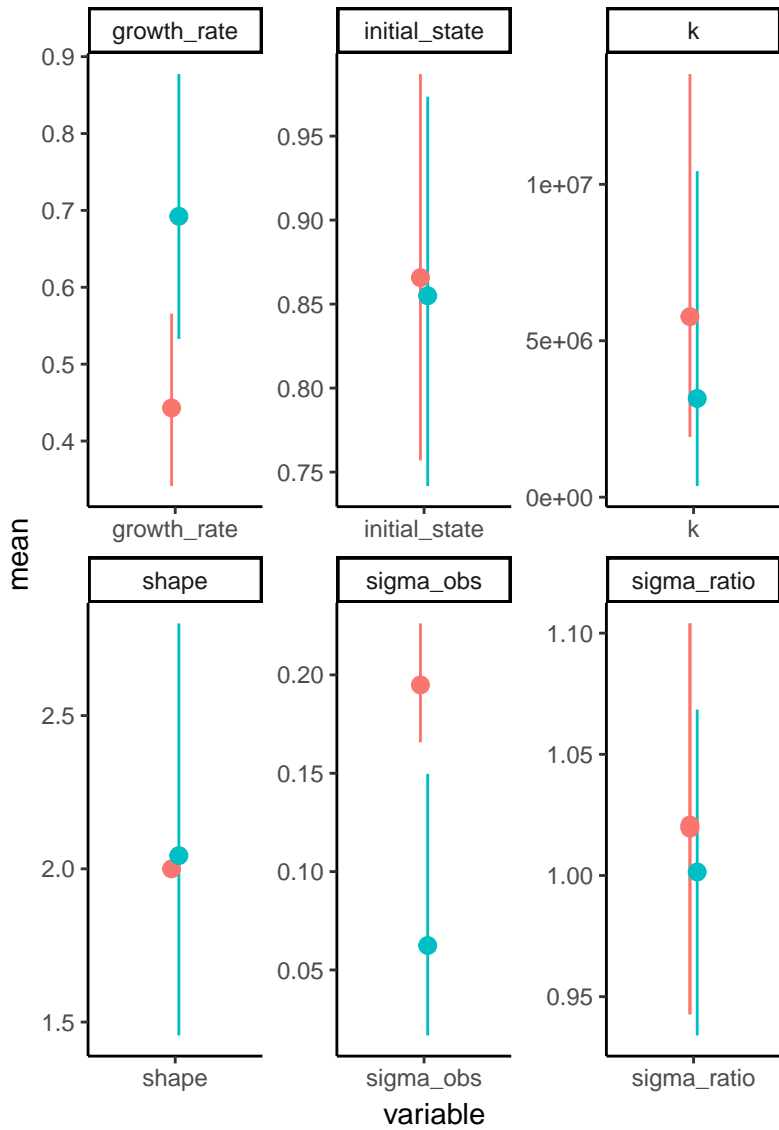 growth_rate
initial_state
k
0.9
0.8
0.7
0.6
0.5
0.4
0.95
0.90
0.85
0.80
0.75
1e+07
5e+06
0e+00
growth_rate
initial_state
k
mean
shape
sigma_obs
sigma_ratio
2.5
2.0
1.5
0.20
0.15
0.10
0.05
1.10
1.05
1.00
0.95
shape
sigma_obs
sigma_ratio
variable